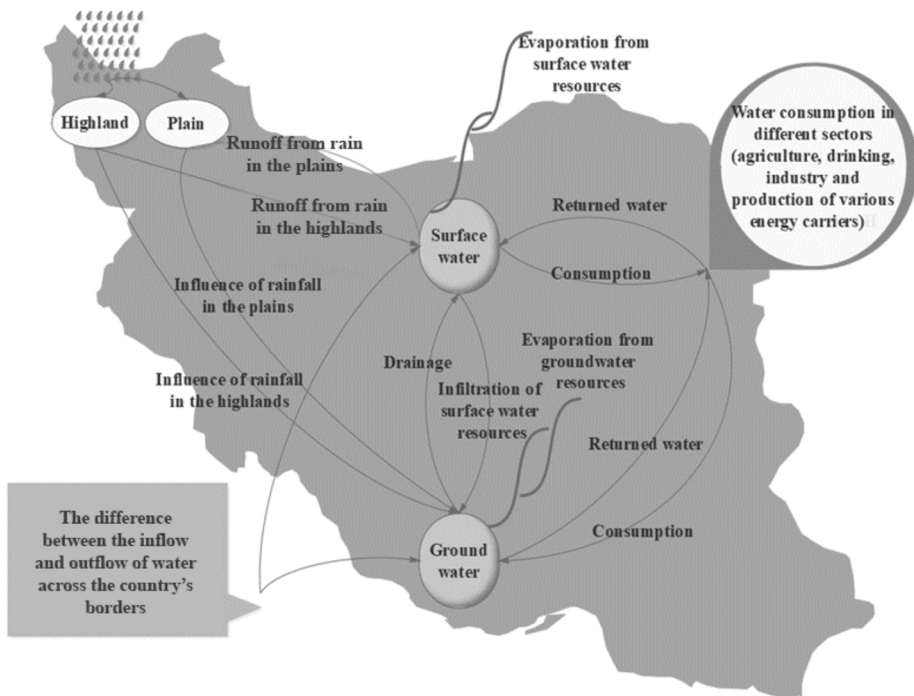 Evaporation from
surface water
resources
Highland
Plain
Runoff from rain
in the plains
Runoff from rain
in the highlands
Water consumption in
different sectors
(agriculture, drinking,
industry and
production of various
energy carriers)
Returned water
Surface
water
Consumption
Influence of rainfall
in the plains
Evaporation from
groundwater
resources
Drainage
Influence of rainfall
in the highlands
Infiltration of
surface water
resources
Returned water
The difference
between the inflow
and outflow of water
across the country's
borders
Consumption
Ground
water